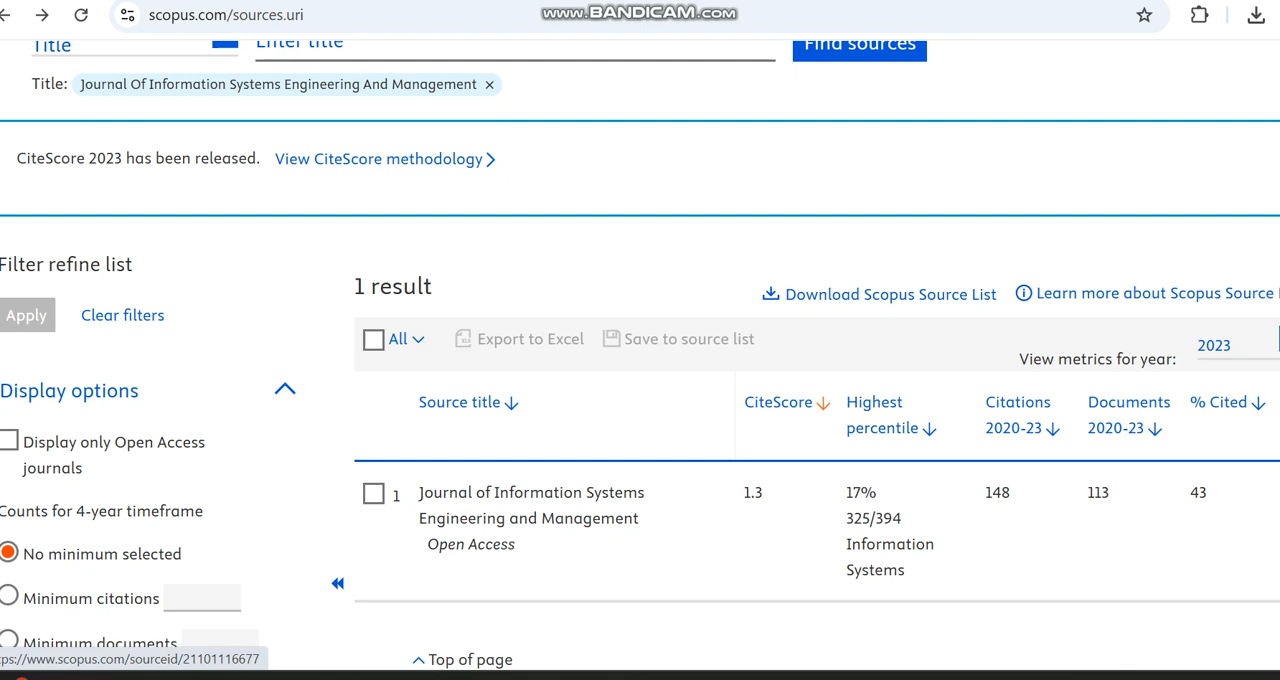 scopus.com/sources.uri
www.BANDICAM.com
Title
Enter title
Find sources
Title: Journal Of Information Systems Engineering And Management ×
CiteScore 2023 has been released. View CiteScore methodology
Filter refine list
Apply Clear filters
1 result
Download Scopus Source List
Learn more about Scopus Source
All
Export to Excel
Save to source list
View metrics for year: 2023
Display options
Display only Open Access
journals
Counts for 4-year timeframe
No minimum selected
Minimum citations
Minimum documents
Source title
CiteScore
Highest
percentile
Citations
2020-23
Documents
2020-23
% Cited
1
Journal of Information Systems
Engineering and Management
Open Access
1.3
17%
325/394
Information
Systems
148
113
43
Top of page
tps://www.scopus.com/sourceid/21101116677